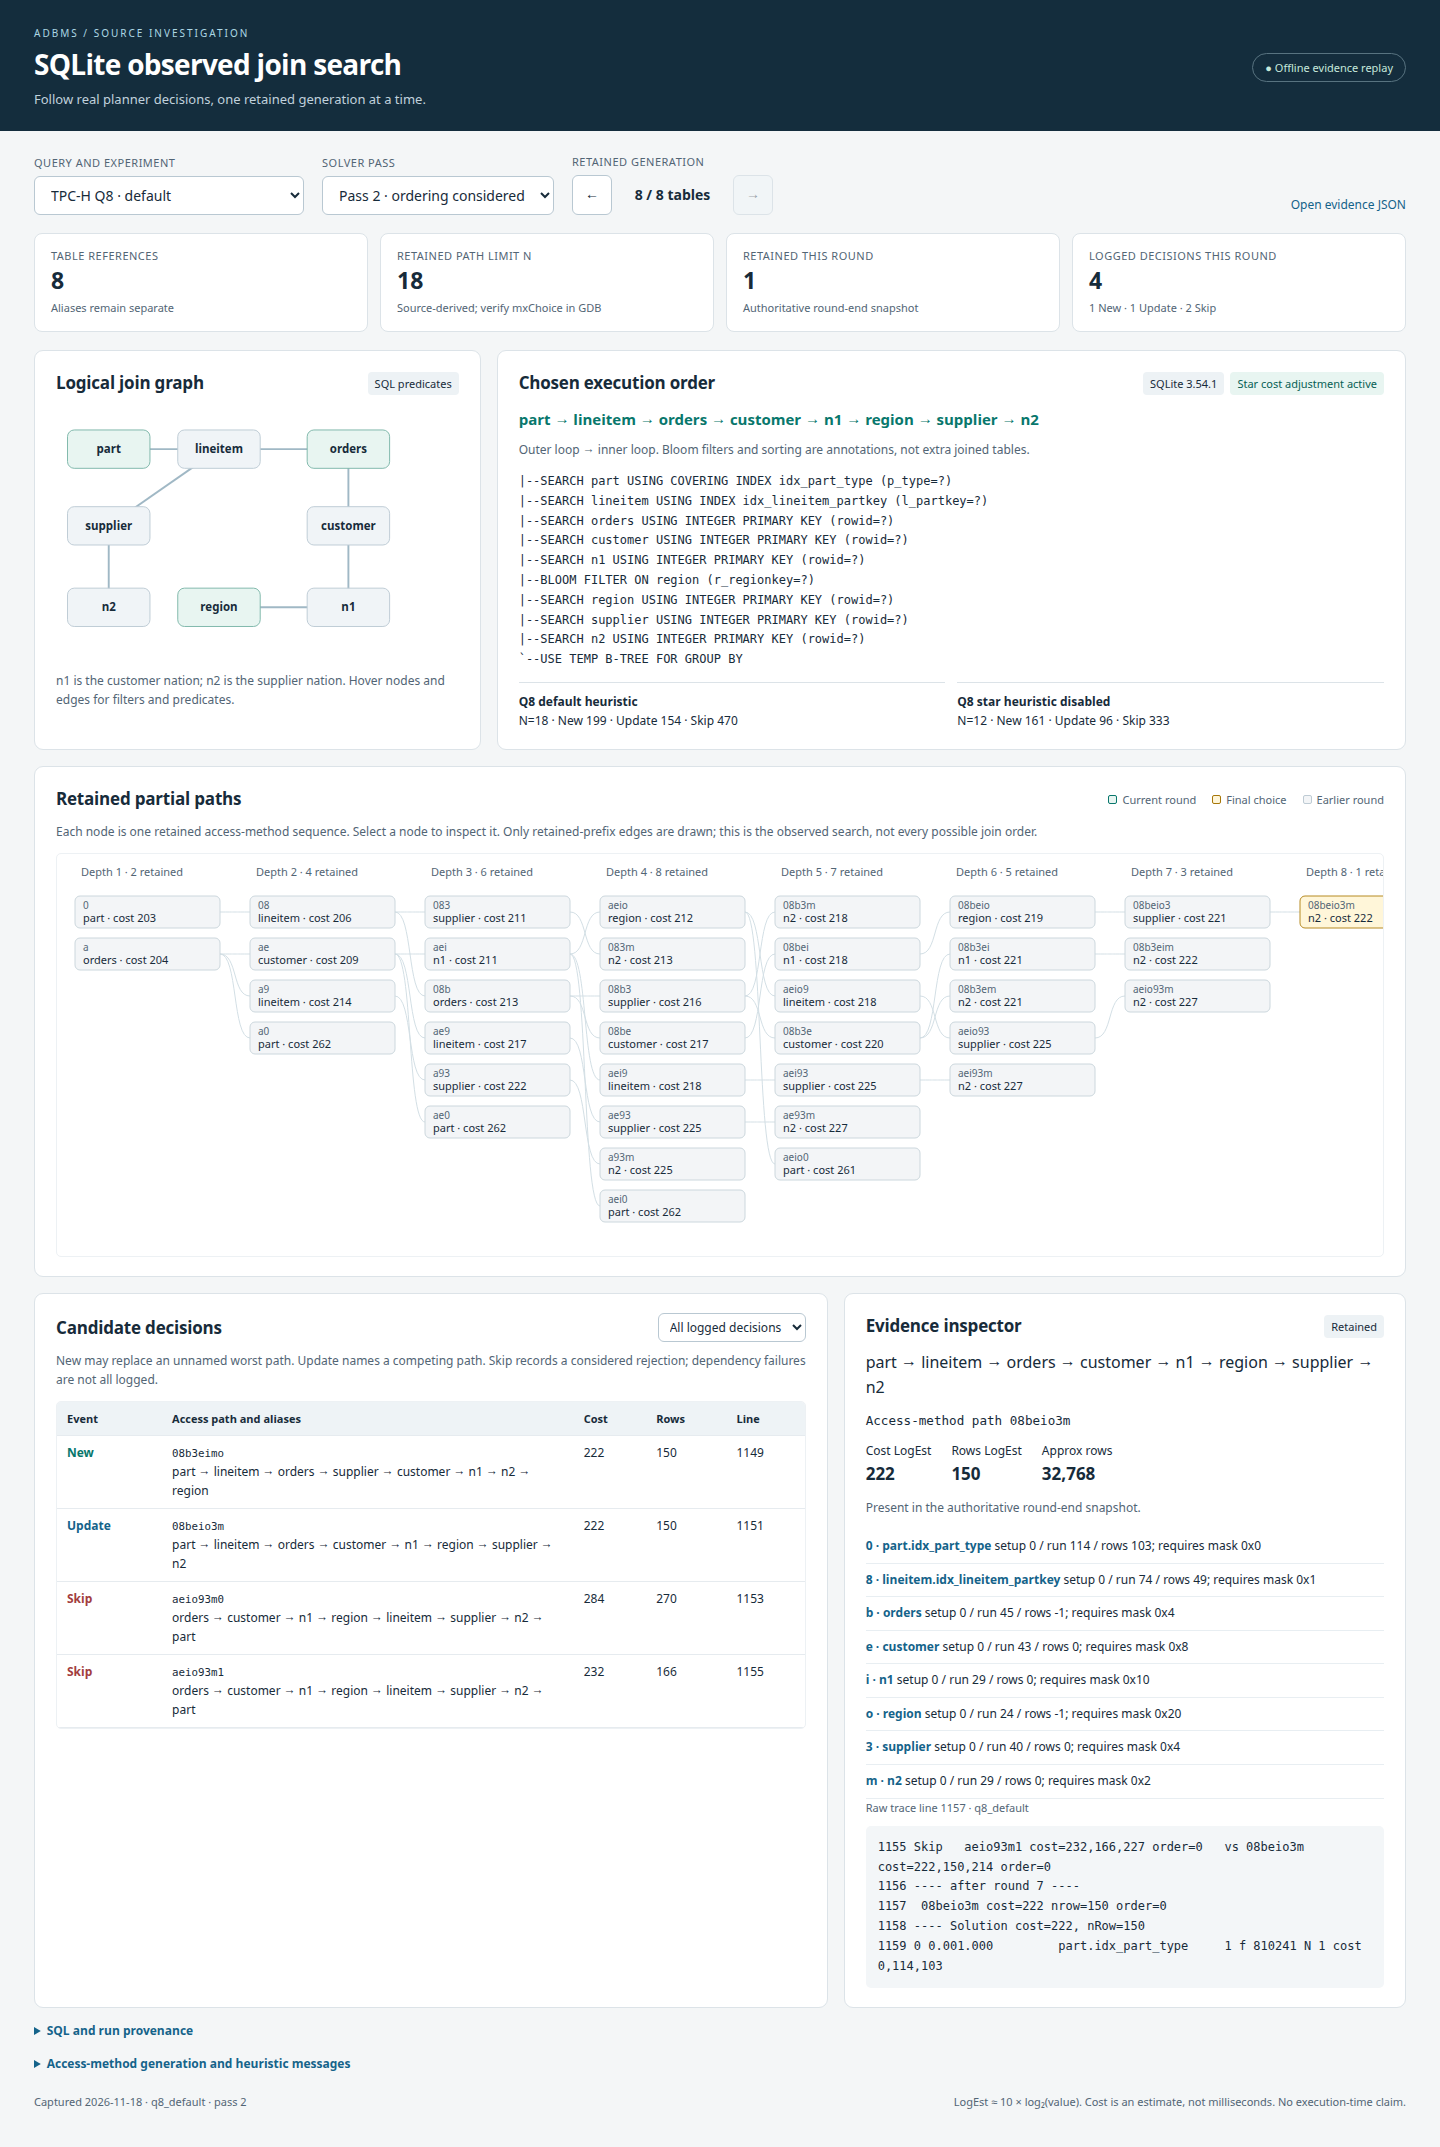 ADBMS / SOURCE INVESTIGATION
SQLite observed join search
Follow real planner decisions, one retained generation at a time.
● Offline evidence replay
QUERY AND EXPERIMENT
TPC-H Q8 · default
SOLVER PASS
Pass 2 · ordering considered
RETAINED GENERATION
← 8 / 8 tables →
Open evidence JSON
TABLE REFERENCES
8
Aliases remain separate
RETAINED PATH LIMIT N
18
Source-derived; verify mxChoice in GDB
RETAINED THIS ROUND
1
Authoritative round-end snapshot
LOGGED DECISIONS THIS ROUND
4
1 New · 1 Update · 2 Skip
Logical join graph
SQL predicates
part
lineitem
orders
supplier
customer
n2
region
n1
n1 is the customer nation; n2 is the supplier nation. Hover nodes and
edges for filters and predicates.
Chosen execution order
SQLite 3.54.1
Star cost adjustment active
part → lineitem → orders → customer → n1 → region → supplier → n2
Outer loop → inner loop. Bloom filters and sorting are annotations, not extra joined tables.
|--SEARCH part USING COVERING INDEX idx_part_type (p_type=?)
|--SEARCH lineitem USING INDEX idx_lineitem_partkey (l_partkey=?)
|--SEARCH orders USING INTEGER PRIMARY KEY (rowid=?)
|--SEARCH customer USING INTEGER PRIMARY KEY (rowid=?)
|--SEARCH n1 USING INTEGER PRIMARY KEY (rowid=?)
|--BLOOM FILTER ON region (r_regionkey=?)
|--SEARCH region USING INTEGER PRIMARY KEY (rowid=?)
|--SEARCH supplier USING INTEGER PRIMARY KEY (rowid=?)
|--SEARCH n2 USING INTEGER PRIMARY KEY (rowid=?)
`--USE TEMP B-TREE FOR GROUP BY
Q8 default heuristic
N=18 · New 199 · Update 154 · Skip 470
Q8 star heuristic disabled
N=12 · New 161 · Update 96 · Skip 333
Retained partial paths
Current round
Final choice
Earlier round
Each node is one retained access-method sequence. Select a node to inspect it. Only retained-prefix edges are drawn; this is the observed search, not every possible join order.
Depth 1 · 2 retained
0
part · cost 203
a
orders · cost 204
Depth 2 · 4 retained
08
lineitem · cost 206
ae
customer · cost 209
a9
lineitem · cost 214
a0
part · cost 262
Depth 3 · 6 retained
083
supplier · cost 211
aei
n1 · cost 211
08b
orders · cost 213
ae9
lineitem · cost 217
a93
supplier · cost 222
ae0
part · cost 262
Depth 4 · 8 retained
aeio
region · cost 212
083m
n2 · cost 213
08b3
supplier · cost 216
08be
customer · cost 217
aei9
lineitem · cost 218
ae93
supplier · cost 225
a93m
n2 · cost 225
aei0
part · cost 262
Depth 5 · 7 retained
08b3m
n2 · cost 218
08bei
n1 · cost 218
aeio9
lineitem · cost 218
08b3e
customer · cost 220
aei93
supplier · cost 225
ae93m
n2 · cost 227
aeio0
part · cost 261
Depth 6 · 5 retained
08beio
region · cost 219
08b3ei
n1 · cost 221
08b3em
n2 · cost 221
aeio93
supplier · cost 225
aei93m
n2 · cost 227
Depth 7 · 3 retained
08beio3
supplier · cost 221
08b3eim
n2 · cost 222
aeio93m
n2 · cost 227
Depth 8 · 1 reta
08beio3m
n2 · cost 222
Candidate decisions
All logged decisions
New may replace an unnamed worst path. Update names a competing path. Skip records a considered rejection; dependency failures
are not all logged.
Event Access path and aliases Cost Rows Line
New 08b3eimo 222 150 1149
part → lineitem → orders → supplier → customer → n1 → n2 →
region
Update 08beio3m 222 150 1151
part → lineitem → orders → customer → n1 → region → supplier →
n2
Skip aeio93m0 284 270 1153
orders → customer → n1 → region → lineitem → supplier → n2 →
part
Skip aeio93m1 232 166 1155
orders → customer → n1 → region → lineitem → supplier → n2 →
part
Evidence inspector
Retained
part → lineitem → orders → customer → n1 → region → supplier →
n2
Access-method path 08beio3m
Cost LogEst Rows LogEst Approx rows
222 150 32,768
Present in the authoritative round-end snapshot.
0 · part.idx_part_type setup 0 / run 114 / rows 103; requires mask 0x0
8 · lineitem.idx_lineitem_partkey setup 0 / run 74 / rows 49; requires mask 0x1
b · orders setup 0 / run 45 / rows -1; requires mask 0x4
e · customer setup 0 / run 43 / rows 0; requires mask 0x8
i · n1 setup 0 / run 29 / rows 0; requires mask 0x10
o · region setup 0 / run 24 / rows -1; requires mask 0x20
3 · supplier setup 0 / run 40 / rows 0; requires mask 0x4
m · n2 setup 0 / run 29 / rows 0; requires mask 0x2
Raw trace line 1157 · q8_default
1155 Skip   aeio93m1 cost=232,166,227 order=0   vs 08beio3m
cost=222,150,214 order=0
1156 ---- after round 7 ----
1157  08beio3m cost=222 nrow=150 order=0
1158 ---- Solution cost=222, nRow=150
1159 0 0.001.000         part.idx_part_type     1 f 810241 N 1 cost
0,114,103
▶ SQL and run provenance
▶ Access-method generation and heuristic messages
Captured 2026-11-18 · q8_default · pass 2
LogEst ≈ 10 × log₂(value). Cost is an estimate, not milliseconds. No execution-time claim.